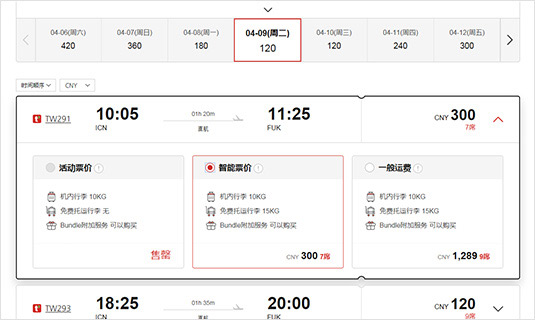 04-06(周六) 04-07(周日) 04-08(周一) 04-09(周二) 04-10(周三) 04-11(周四) 04-12(周五)
420 360 180 120 120 240 300
时间顺序 CNY
TW291 10:05 01h 20m 11:25 CNY 300
ICN 直航 FUK 7席
活动票价 智能票价 一般运费
机内行李 10KG 机内行李 10KG 机内行李 10KG
免费托运行李 无 免费托运行李 15KG 免费托运行李 15KG
Bundle附加服务 可以购买 Bundle附加服务 可以购买 Bundle附加服务 可以购买
售罄 CNY 300 7席 CNY 1,289 9席
TW293 18:25 01h 35m 20:00 CNY 120
ICN FUK 9席